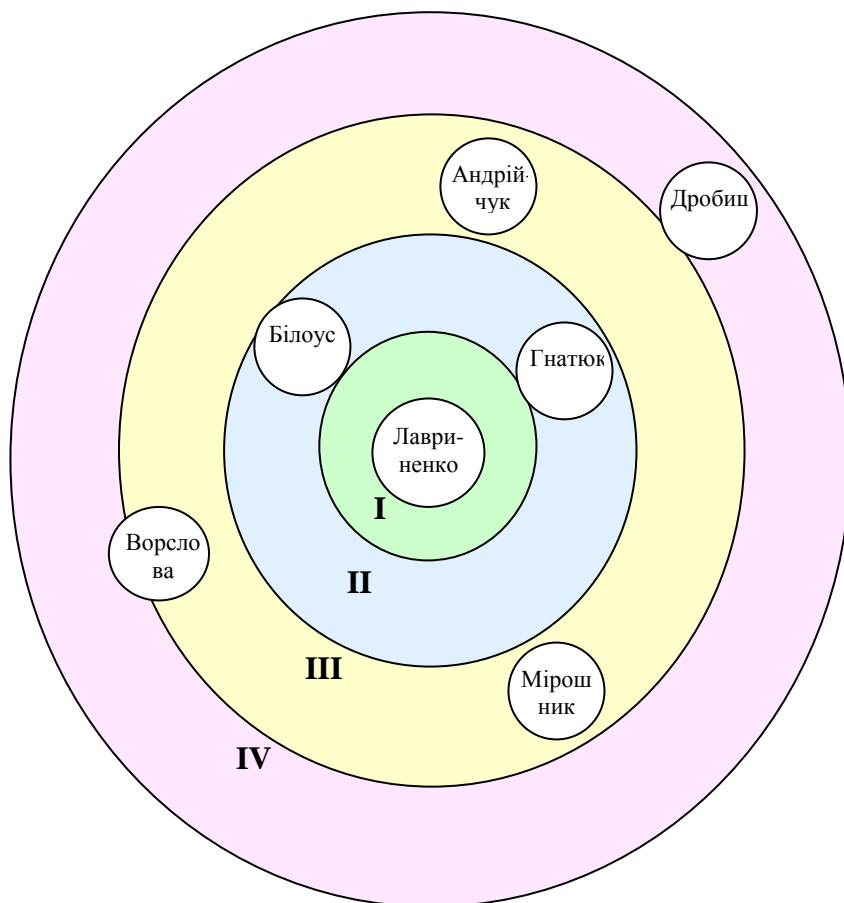 Андрій-
чук
Дробиш
Білоус
Гнатюк
Лаври-
ненко
I
Ворсло
ва
II
III
Мірош
ник
IV